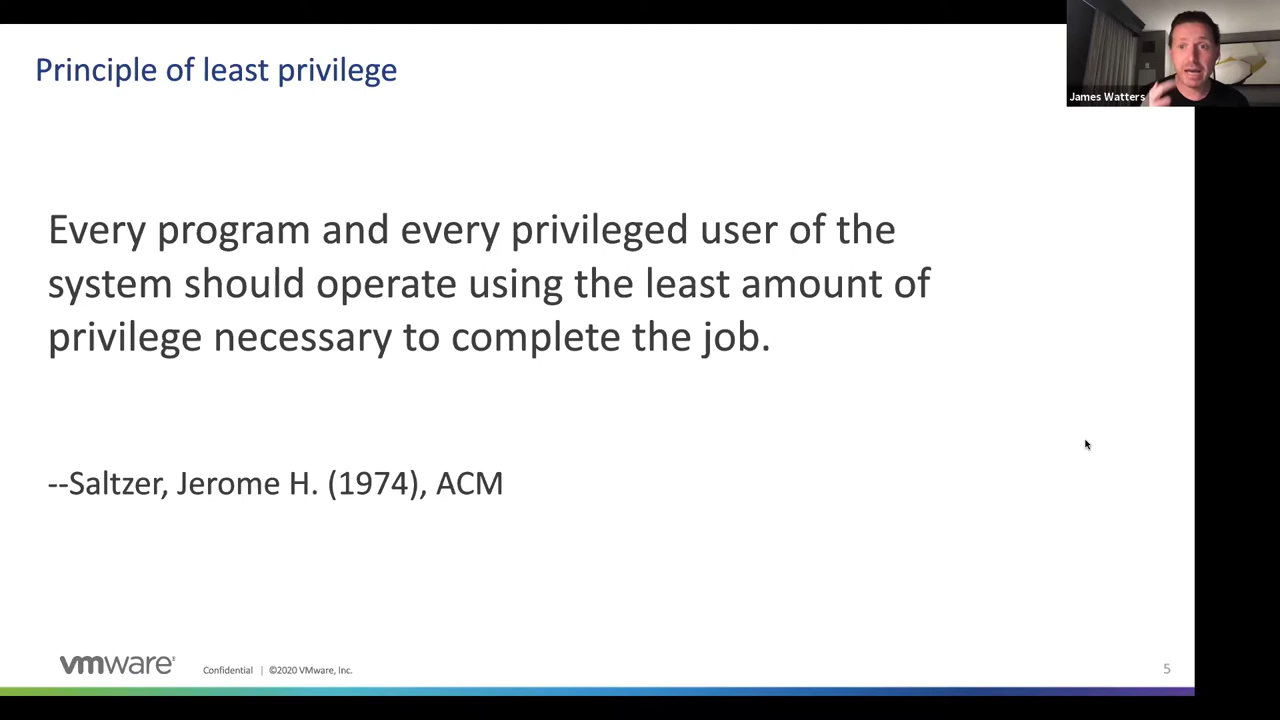 Principle of least privilege
James Watters
Every program and every privileged user of the
system should operate using the least amount of
privilege necessary to complete the job.
--Saltzer, Jerome H. (1974), ACM
vmware®
Confidential | ©2020 VMware, Inc.
5